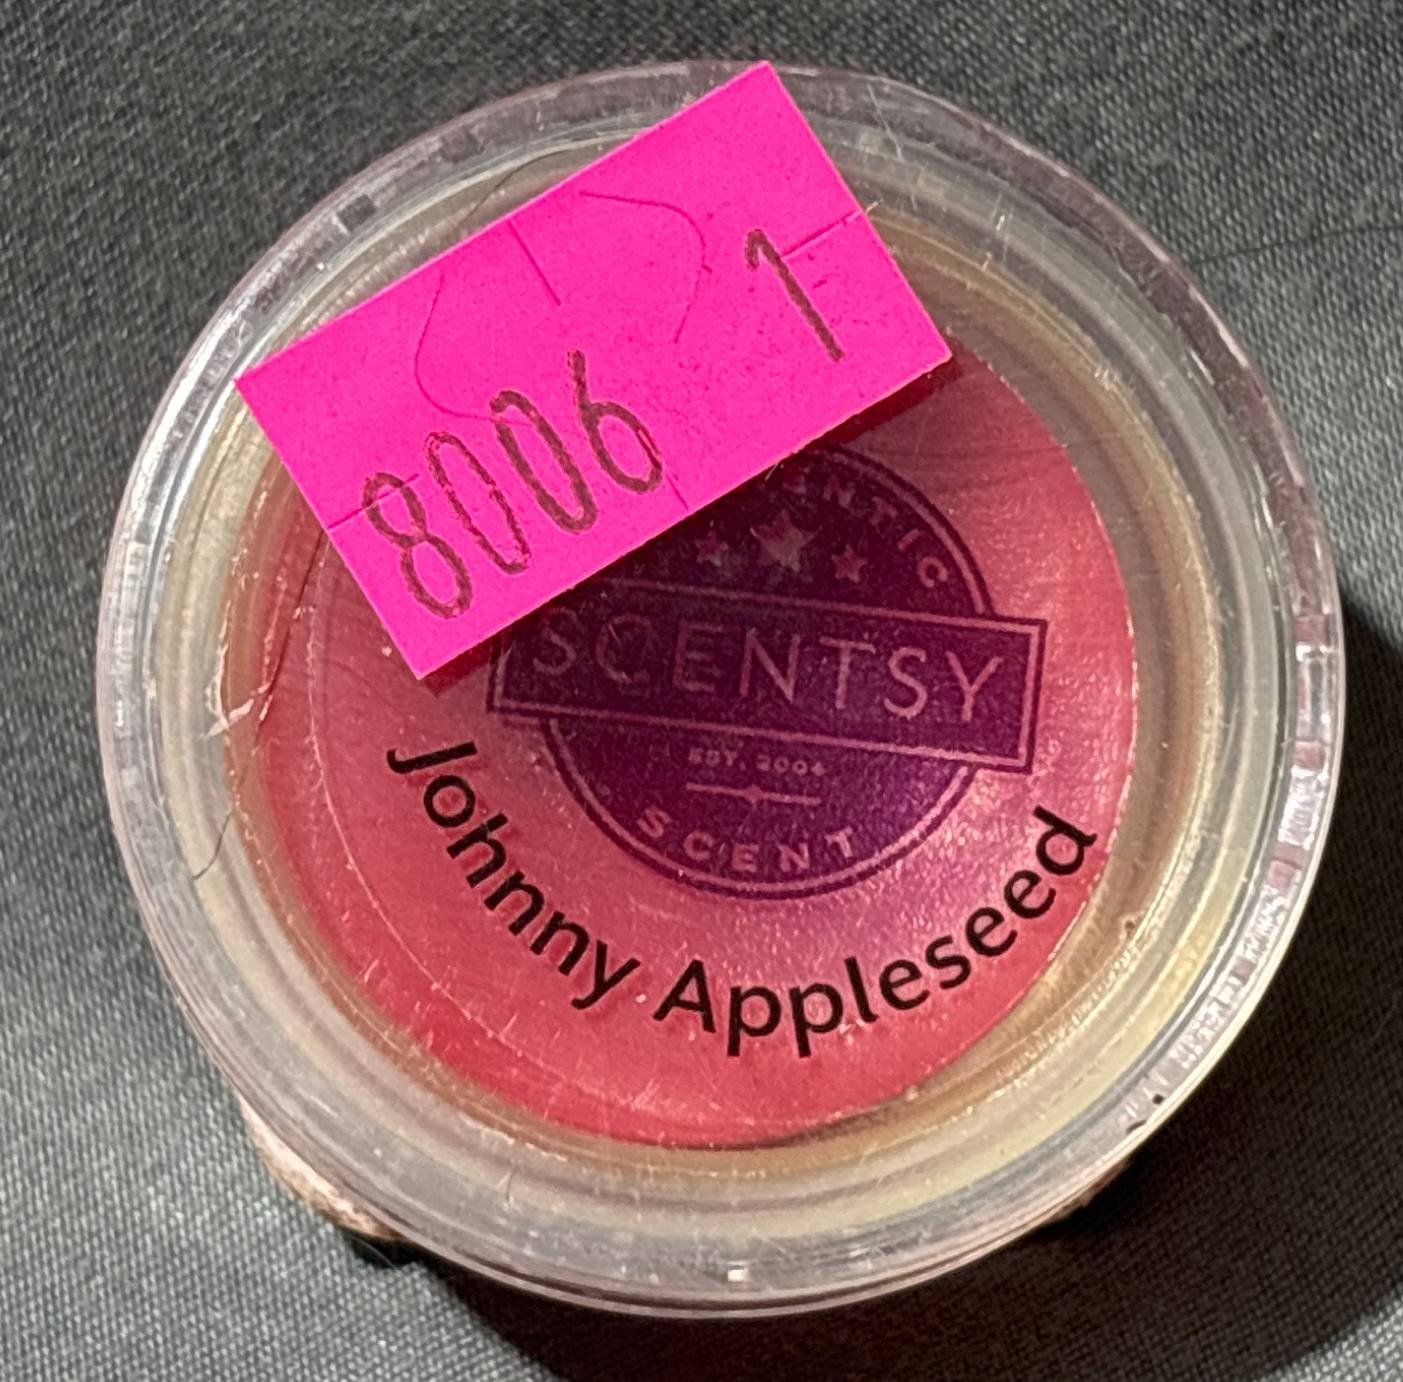 8006 1
SCENTSY
EST. 2004
SCENT
Johnny Appleseed